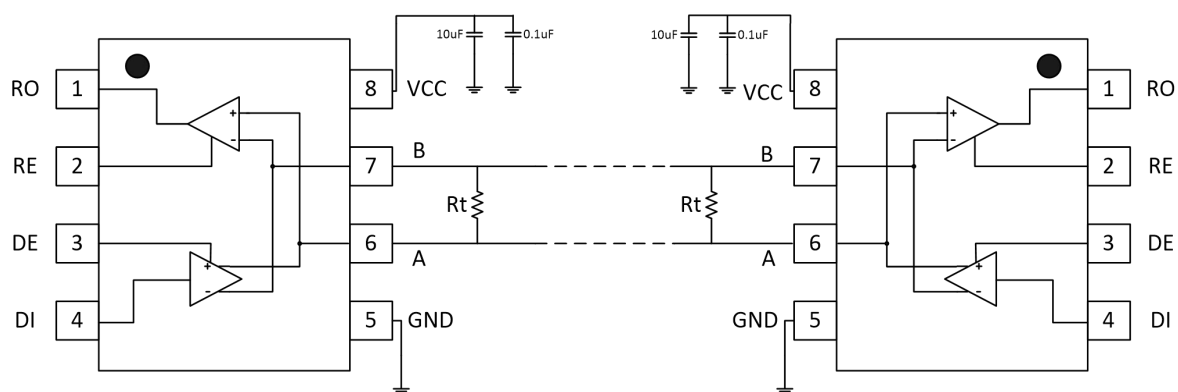 10uF 0.1uF 10uF 0.1uF
RO 1 8 VCC VCC 8 1 RO
+ - + -
RE 2 7 B B 7 2 RE
Rt Rt
DE 3 6 A A 6 3 DE
+ - + -
DI 4 5 GND GND 5 4 DI